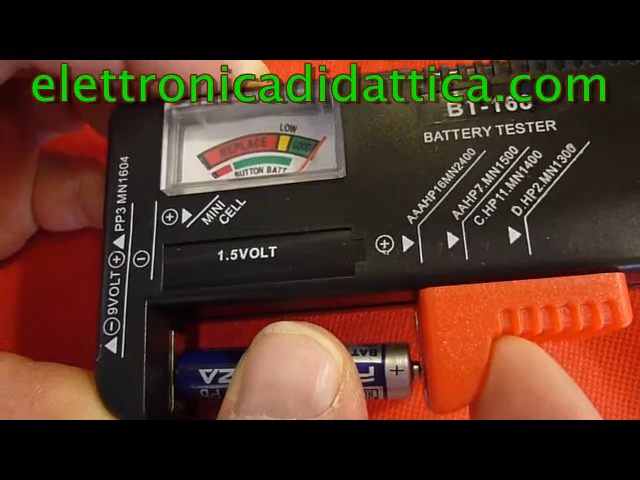 elettronicadidattica.com
BT-168
BATTERY TESTER
REPLACE LOW GOOD
BUTTON BATT
PP3 MN1604
9VOLT
MINI
CELL
1.5VOLT
AAAHP16MN2400
AAHP7.MN1500
C.HP11.MN1400
D.HP2.MN1300